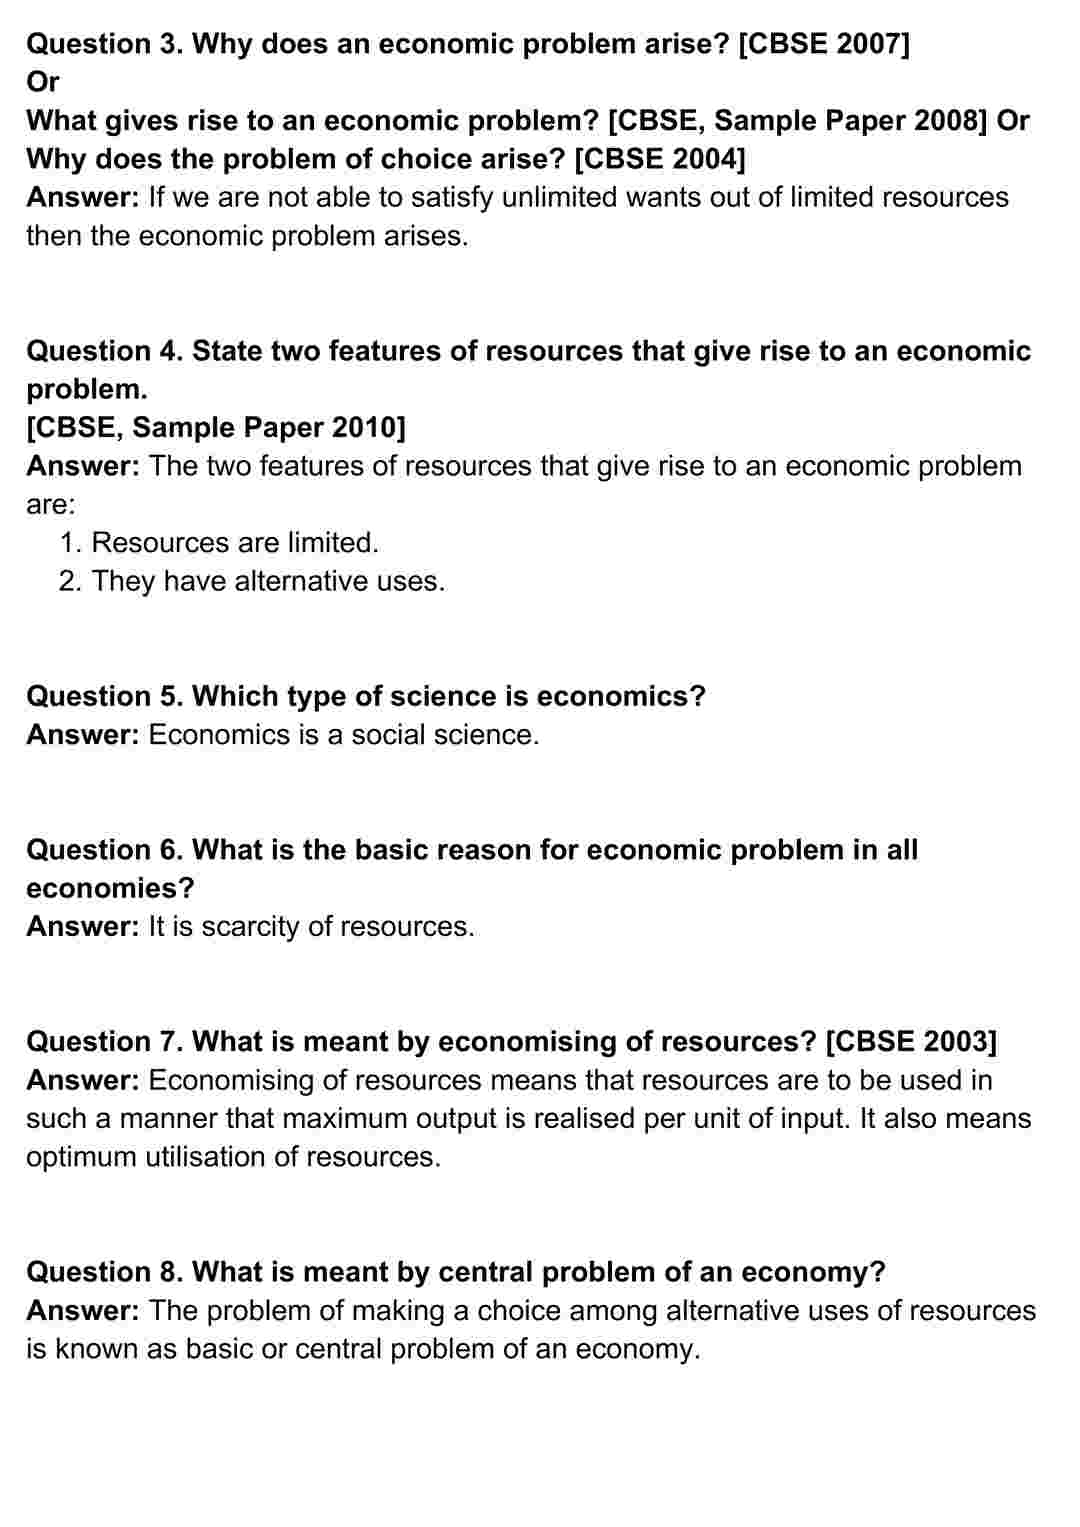 Question 3. Why does an economic problem arise? [CBSE 2007]
Or
What gives rise to an economic problem? [CBSE, Sample Paper 2008] Or
Why does the problem of choice arise? [CBSE 2004]
Answer: If we are not able to satisfy unlimited wants out of limited resources
then the economic problem arises.
Question 4. State two features of resources that give rise to an economic
problem.
[CBSE, Sample Paper 2010]
Answer: The two features of resources that give rise to an economic problem
are:
1. Resources are limited.
2. They have alternative uses.
Question 5. Which type of science is economics?
Answer: Economics is a social science.
Question 6. What is the basic reason for economic problem in all
economies?
Answer: It is scarcity of resources.
Question 7. What is meant by economising of resources? [CBSE 2003]
Answer: Economising of resources means that resources are to be used in
such a manner that maximum output is realised per unit of input. It also means
optimum utilisation of resources.
Question 8. What is meant by central problem of an economy?
Answer: The problem of making a choice among alternative uses of resources
is known as basic or central problem of an economy.